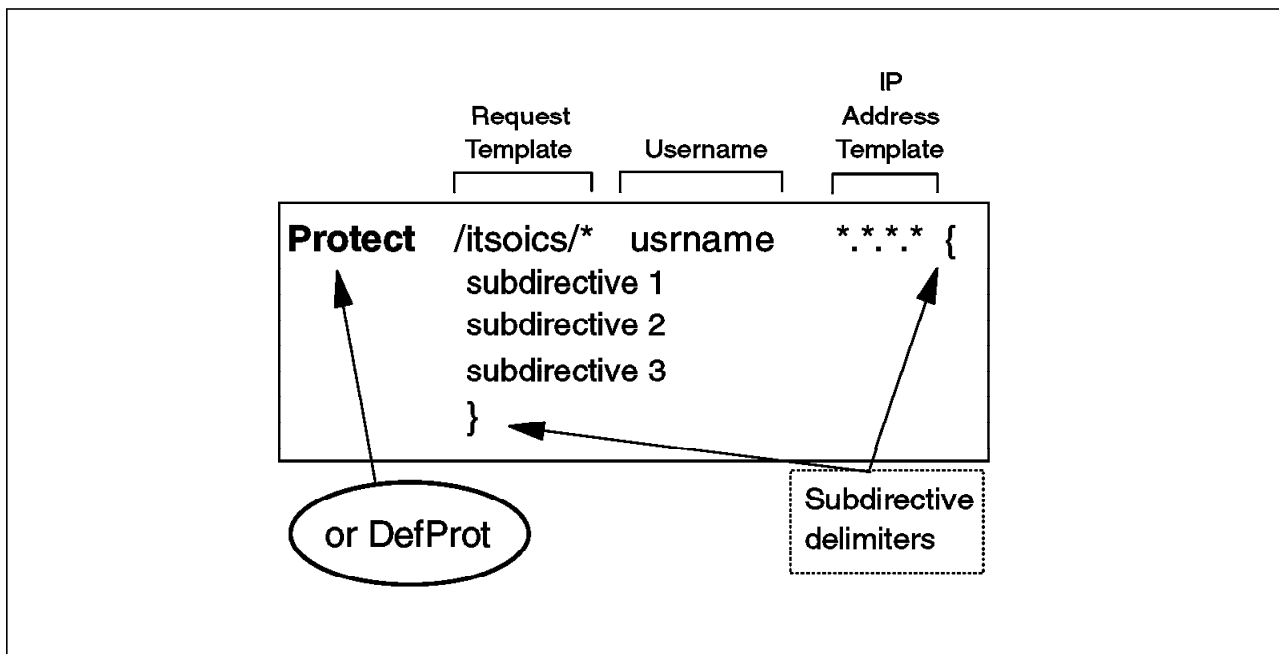 IP
Request Address
Template Username Template
Protect /itsoics/* usrname *.*.*.* {
subdirective 1
subdirective 2
subdirective 3
}
or DefProt
Subdirective
delimiters